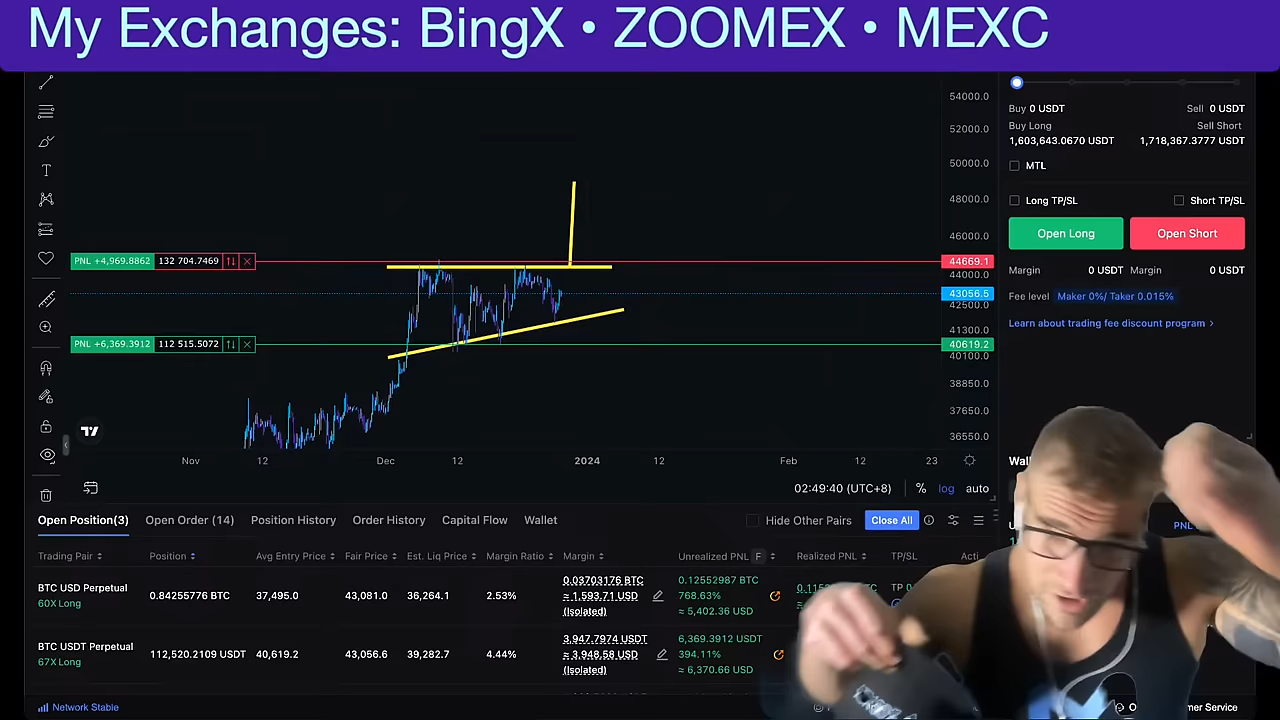 My Exchanges: BingX • ZOOMEX • MEXC
54000.0
52000.0
50000.0
48000.0
46000.0
44669.1
44000.0
43056.5
42500.0
41300.0
40619.2
40100.0
38850.0
37650.0
36550.0
PNL +4,969.8862 132 704.7469
PNL +6,369.3912 112 515.5072
Nov 12 Dec 12 2024 12 Feb 12 23
02:49:40 (UTC+8) % log auto
Buy 0 USDT Sell 0 USDT
Buy Long Sell Short
1,603,643.0670 USDT 1,718,367.3777 USDT
MTL
Long TP/SL Short TP/SL
Open Long Open Short
Margin 0 USDT Margin 0 USDT
Fee level Maker 0%/ Taker 0.015%
Learn about trading fee discount program >
PNL
Open Position(3) Open Order (14) Position History Order History Capital Flow Wallet Hide Other Pairs Close All
Trading Pair Position Avg Entry Price Fair Price Est. Liq Price Margin Ratio Margin Unrealized PNL F Realized PNL TP/SL
BTC USD Perpetual
60X Long
0.84255776 BTC 37,495.0 43,081.0 36,264.1 2.53%
0.03703176 BTC
≈ 1,593.71 USD
(Isolated)
0.12552987 BTC
768.63%
≈ 5,402.36 USD
BTC USDT Perpetual
67X Long
112,520.2109 USDT 40,619.2 43,056.6 39,282.7 4.44%
3,947.7974 USDT
≈ 3,948.58 USD
(Isolated)
6,369.3912 USDT
394.11%
≈ 6,370.66 USD
Network Stable